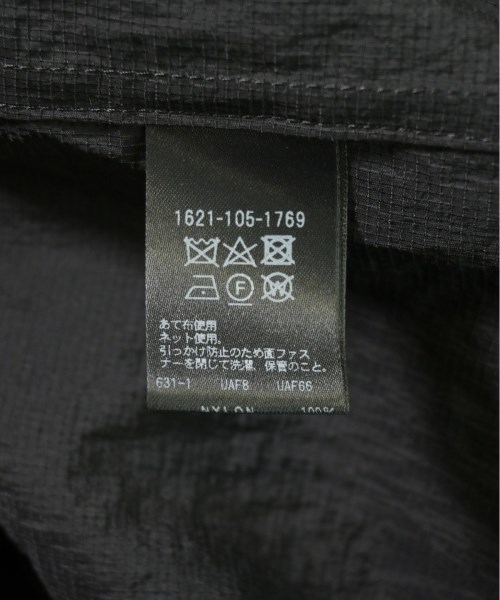 1621-105-1769
F W
あて布使用
ネット使用。
引っかけ防止のため面ファス
ナーを閉じて洗濯、保管のこと。
631-1 UAF8 UAF66
NYLON 100%